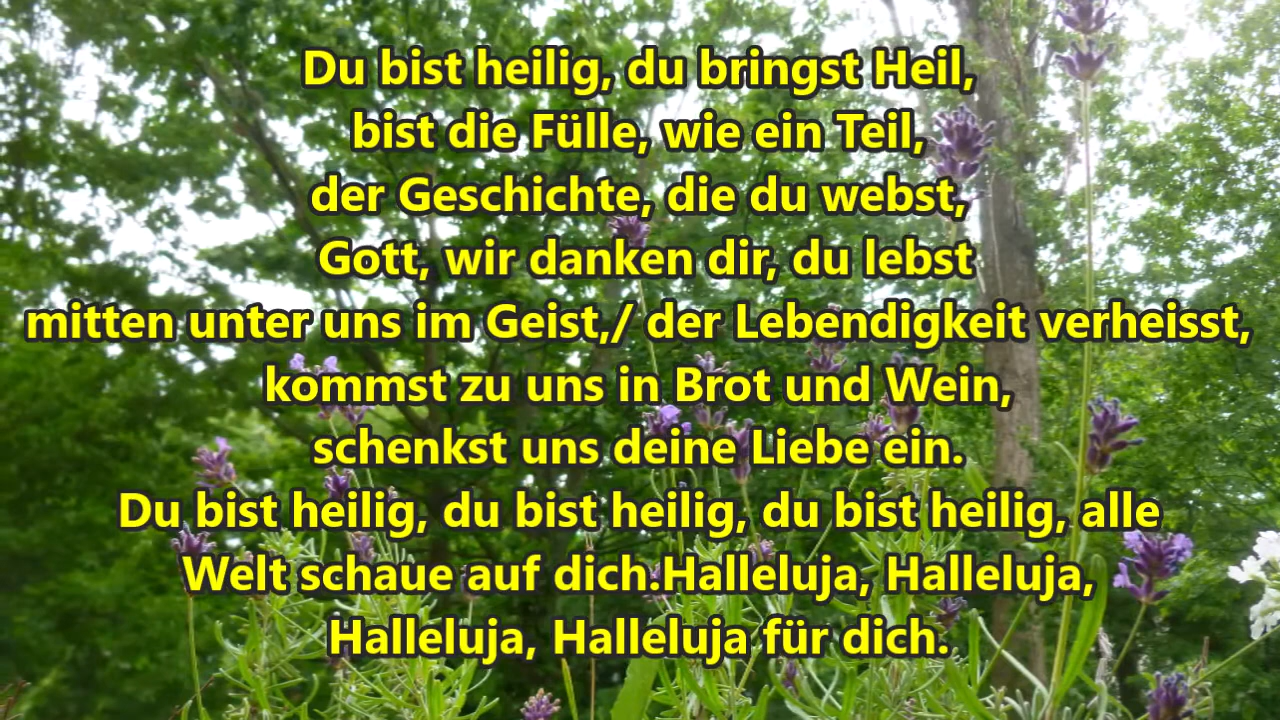 Du bist heilig, du bringst Heil,
bist die Fülle, wie ein Teil,
der Geschichte, die du webst,
Gott, wir danken dir, du lebst
mitten unter uns im Geist,/ der Lebendigkeit verheisst,
kommst zu uns in Brot und Wein,
schenkst uns deine Liebe ein.
Du bist heilig, du bist heilig, du bist heilig, alle
Welt schaue auf dich.Halleluja, Halleluja,
Halleluja, Halleluja für dich.